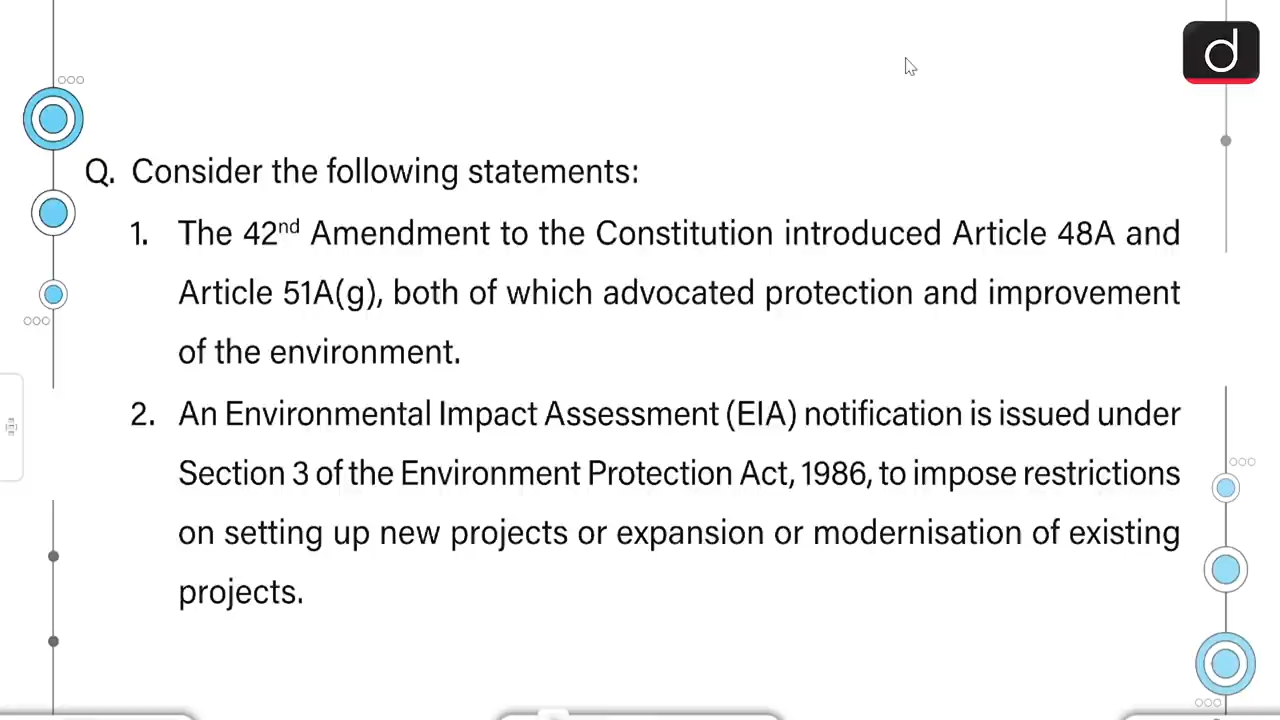 Q. Consider the following statements:
1. The 42nd Amendment to the Constitution introduced Article 48A and
Article 51A(g), both of which advocated protection and improvement
of the environment.
2. An Environmental Impact Assessment (EIA) notification is issued under
Section 3 of the Environment Protection Act, 1986, to impose restrictions
on setting up new projects or expansion or modernisation of existing
projects.